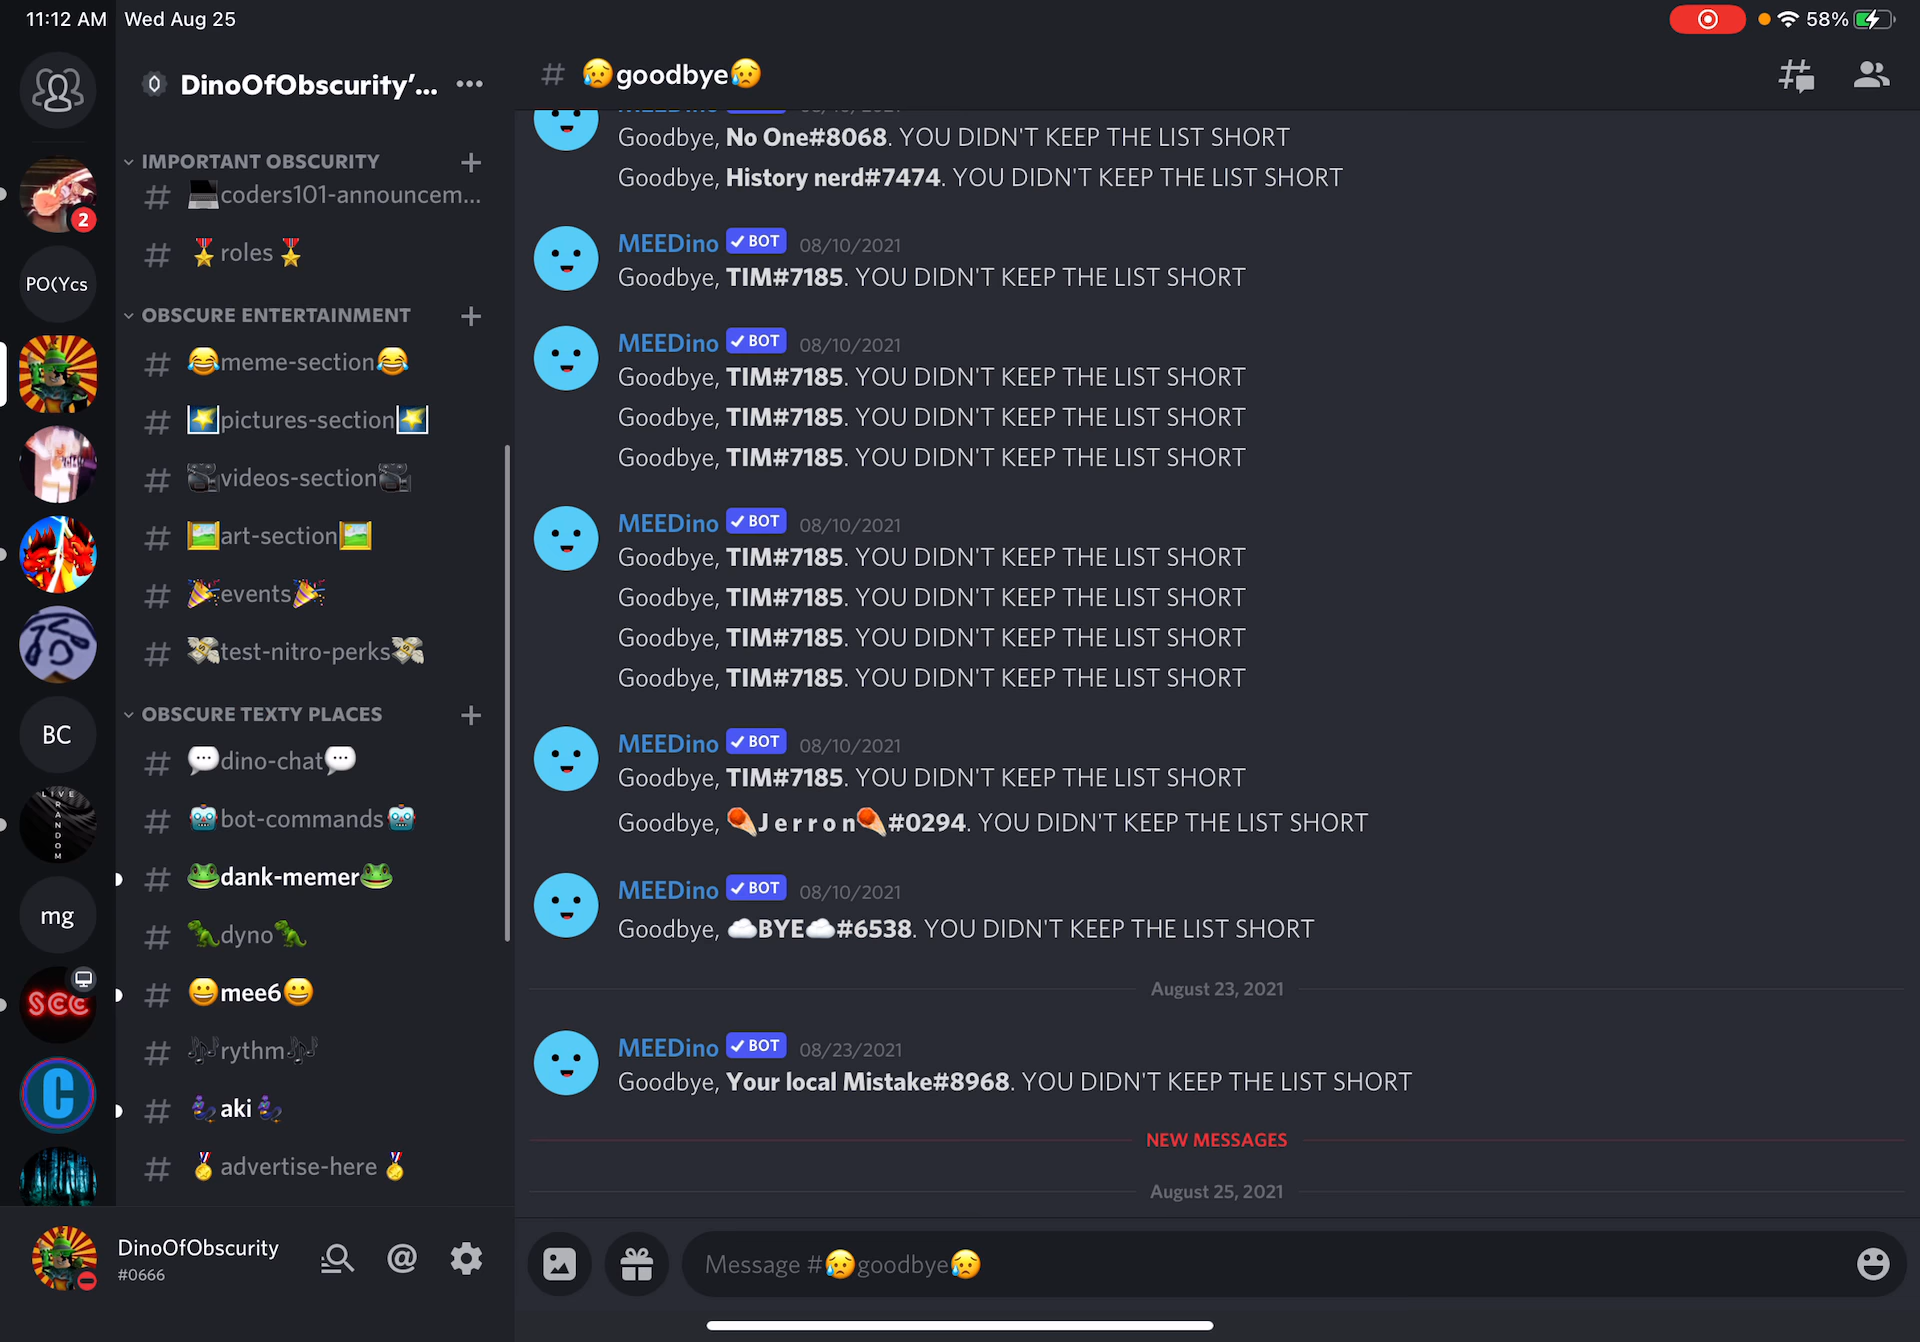 11:12 AM Wed Aug 25
58%
DinoOfObscurity’...
# 😥goodbye😥
IMPORTANT OBSCURITY +
# 💻coders101-announcem...
# 🎖️roles🎖️
OBSCURE ENTERTAINMENT +
# 😂meme-section😂
# 🌠pictures-section🌠
# 🎥videos-section🎥
# 🖼️art-section🖼️
# 🎉events🎉
# 💸test-nitro-perks💸
OBSCURE TEXTY PLACES +
# 💬dino-chat💬
# 🤖bot-commands🤖
# 🐸dank-memer🐸
# 🦖dyno🦖
# 😀mee6😀
# 🎶rythm🎶
# 🧞‍♂️aki🧞‍♂️
# 🏅advertise-here🏅
2
PO(Ycs
BC
LIVE
RANDOM
mg
SCC
C
DinoOfObscurity
#0666
Goodbye, No One#8068. YOU DIDN'T KEEP THE LIST SHORT
Goodbye, History nerd#7474. YOU DIDN'T KEEP THE LIST SHORT
MEEDino BOT 08/10/2021
Goodbye, TIM#7185. YOU DIDN'T KEEP THE LIST SHORT
MEEDino BOT 08/10/2021
Goodbye, TIM#7185. YOU DIDN'T KEEP THE LIST SHORT
Goodbye, TIM#7185. YOU DIDN'T KEEP THE LIST SHORT
Goodbye, TIM#7185. YOU DIDN'T KEEP THE LIST SHORT
MEEDino BOT 08/10/2021
Goodbye, TIM#7185. YOU DIDN'T KEEP THE LIST SHORT
Goodbye, TIM#7185. YOU DIDN'T KEEP THE LIST SHORT
Goodbye, TIM#7185. YOU DIDN'T KEEP THE LIST SHORT
Goodbye, TIM#7185. YOU DIDN'T KEEP THE LIST SHORT
MEEDino BOT 08/10/2021
Goodbye, TIM#7185. YOU DIDN'T KEEP THE LIST SHORT
Goodbye, J e r r o n#0294. YOU DIDN'T KEEP THE LIST SHORT
MEEDino BOT 08/10/2021
Goodbye, ☁️BYE☁️#6538. YOU DIDN'T KEEP THE LIST SHORT
August 23, 2021
MEEDino BOT 08/23/2021
Goodbye, Your local Mistake#8968. YOU DIDN'T KEEP THE LIST SHORT
NEW MESSAGES
August 25, 2021
Message #😥goodbye😥